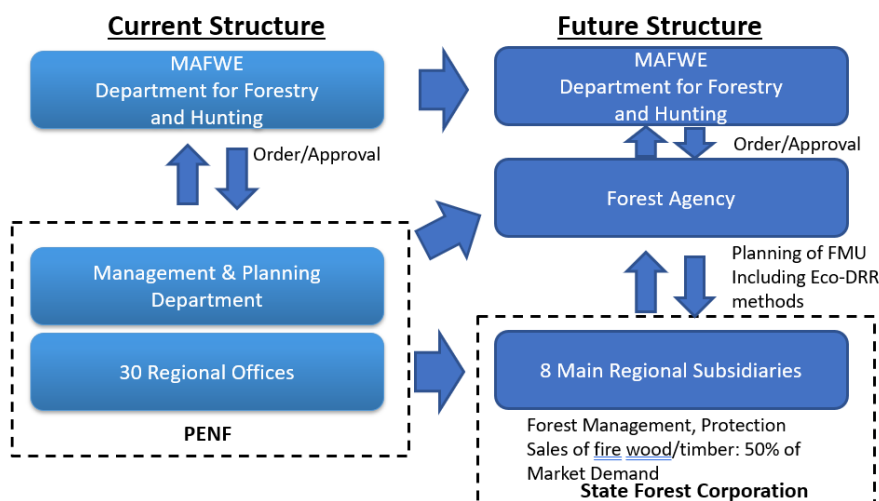 Current Structure
MAFWE
Department for Forestry
and Hunting
Order/Approval
Management & Planning
Department
30 Regional Offices
PENF
Future Structure
MAFWE
Department for Forestry
and Hunting
Order/Approval
Forest Agency
Planning of FMU
Including Eco-DRR
methods
8 Main Regional Subsidiaries
Forest Management, Protection
Sales of fire wood/timber: 50% of
Market Demand
State Forest Corporation